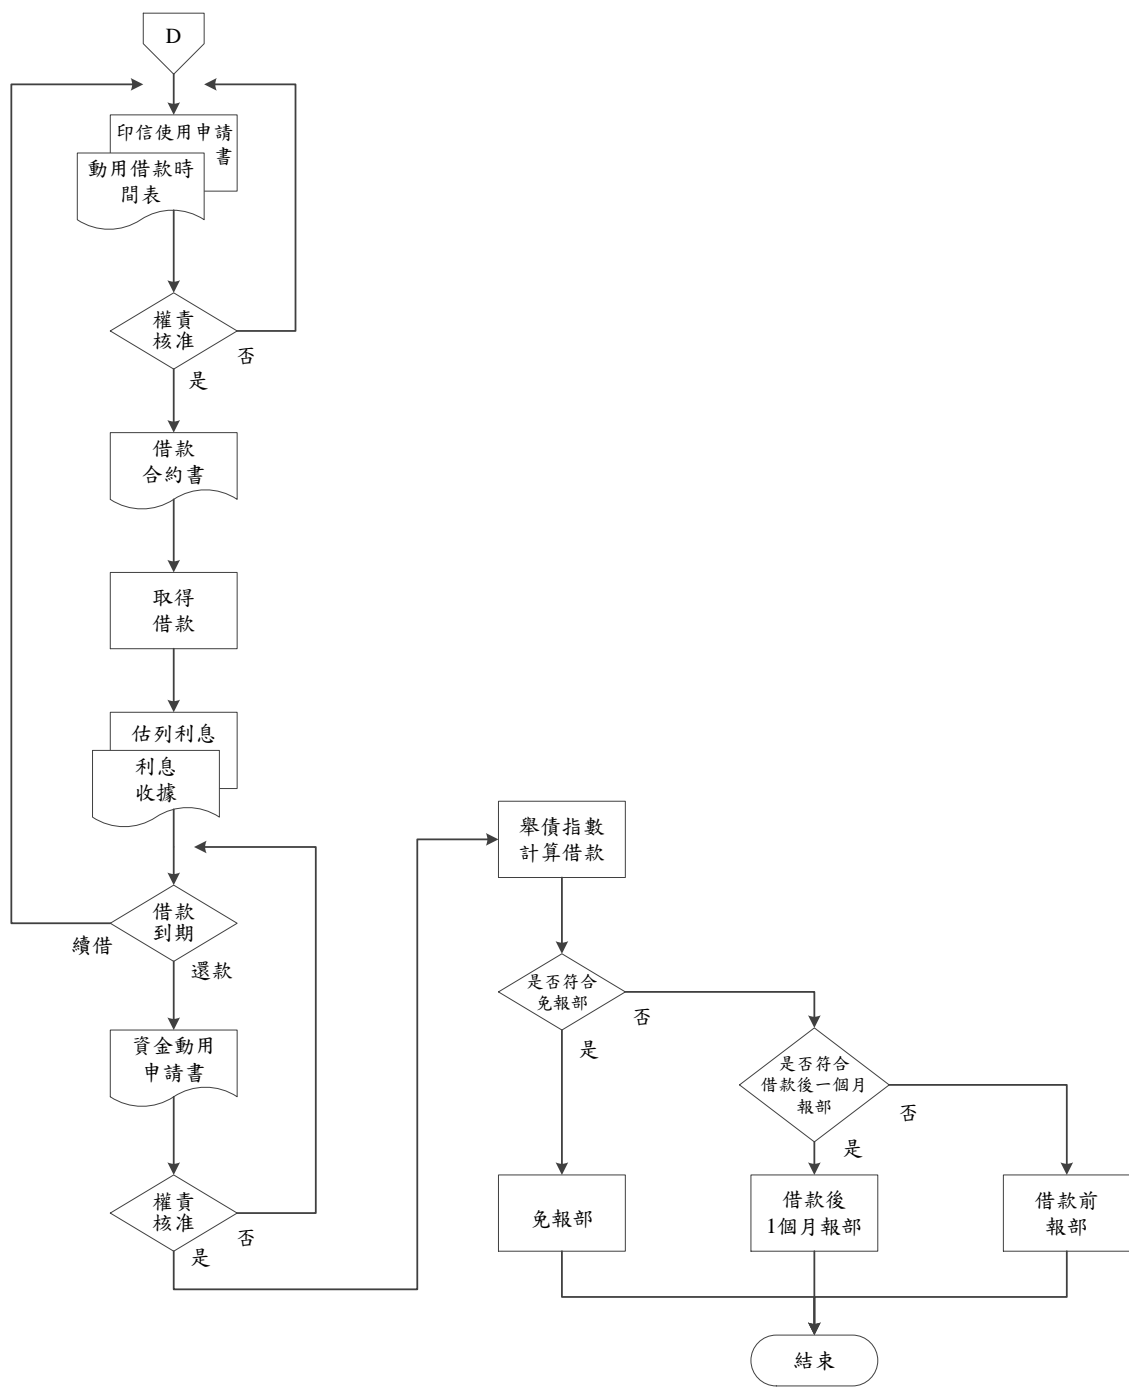 D
印信使用申請
書
動用借款時
間表
權責
核准
否
是
借款
合約書
取得
借款
估列利息
利息
收據
借款
到期
續借
還款
資金動用
申請書
權責
核准
否
是
舉債指數
計算借款
是否符合
免報部
否
是
是否符合
借款後一個月
報部
否
是
免報部
借款後
1個月報部
借款前
報部
結束